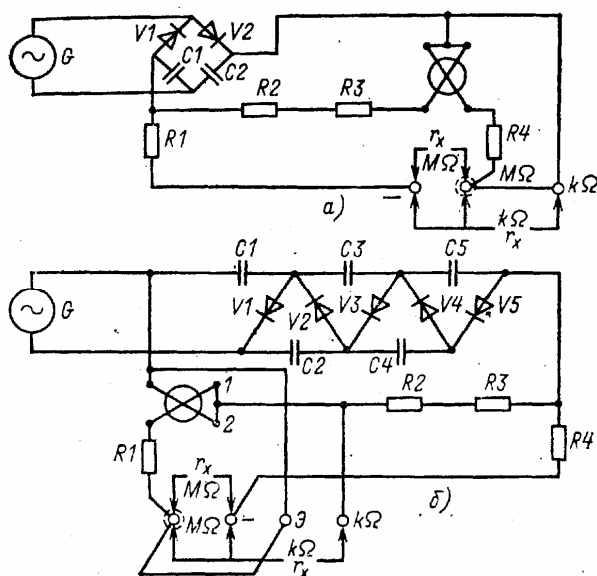 V1 V2
G C1 C2
R2 R3
R1 R4
rₓ
MΩ MΩ
− kΩ
а)
kΩ
rₓ
C1 C3 C5
G V1 V2 V3 V4 V5
C2 C4
1 R2 R3
2
R1 R4
rₓ
MΩ б)
MΩ − Э kΩ
kΩ
rₓ